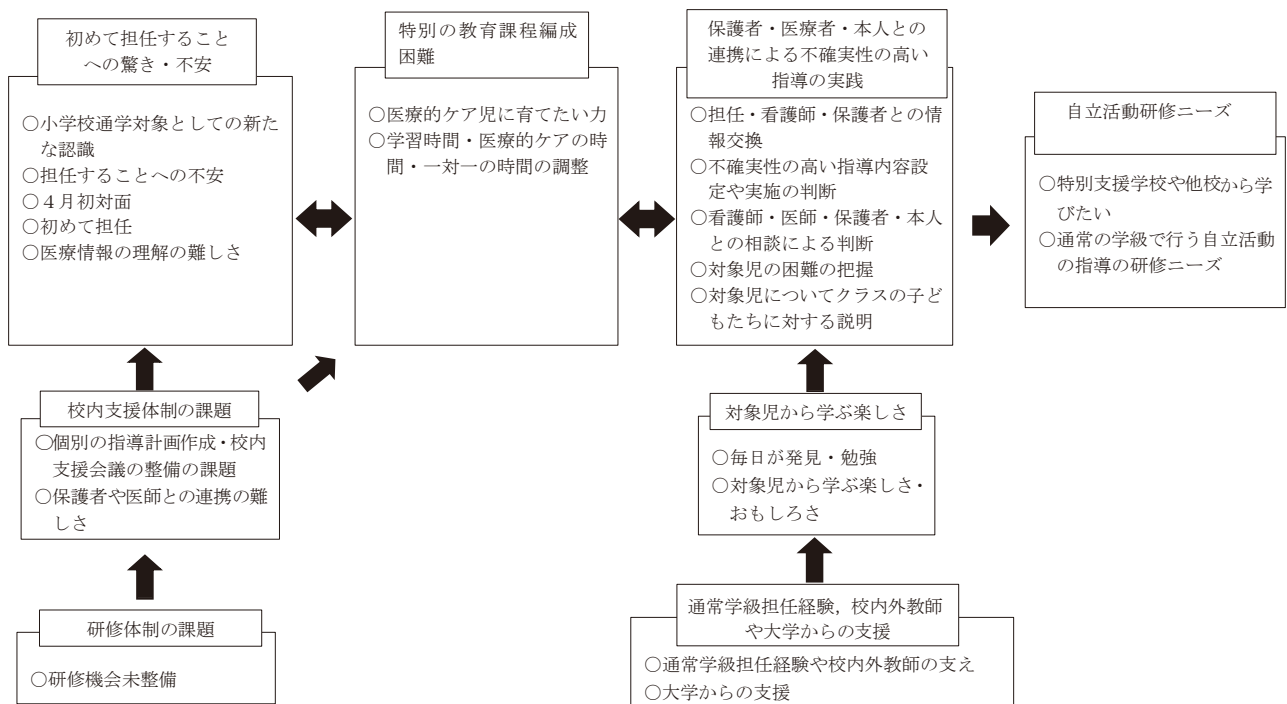 初めて担任すること
への驚き・不安
○小学校通学対象としての新た
な認識
○担任することへの不安
○４月初対面
○初めて担任
○医療情報の理解の難しさ
特別の教育課程編成
困難
○医療的ケア児に育てたい力
○学習時間・医療的ケアの時
間・一対一の時間の調整
保護者・医療者・本人との
連携による不確実性の高い
指導の実践
○担任・看護師・保護者との情
報交換
○不確実性の高い指導内容設
定や実施の判断
○看護師・医師・保護者・本人
との相談による判断
○対象児の困難の把握
○対象児についてクラスの子ど
もたちに対する説明
自立活動研修ニーズ
○特別支援学校や他校から学
びたい
○通常の学級で行う自立活動
の指導の研修ニーズ
校内支援体制の課題
○個別の指導計画作成・校内
支援会議の整備の課題
○保護者や医師との連携の難
しさ
対象児から学ぶ楽しさ
○毎日が発見・勉強
○対象児から学ぶ楽しさ・
おもしろさ
研修体制の課題
○研修機会未整備
通常学級担任経験，校内外教師
や大学からの支援
○通常学級担任経験や校内外教師の支え
○大学からの支援